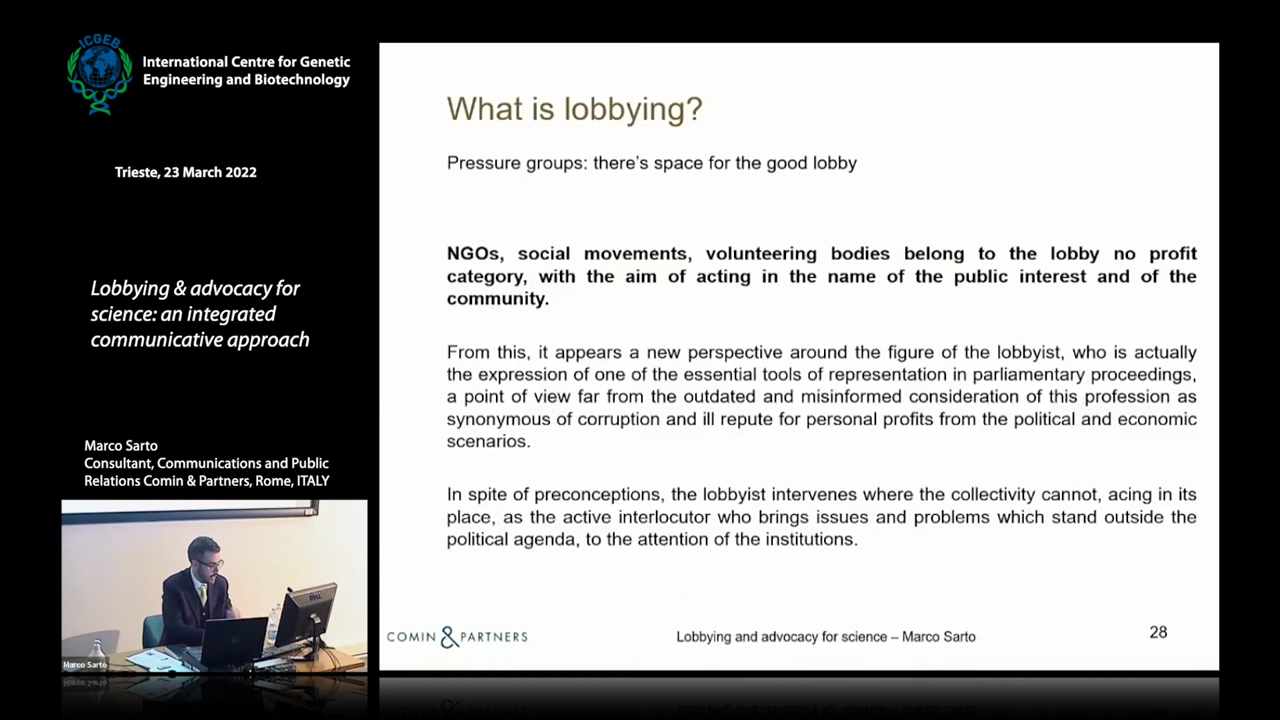 ICGEB
International Centre for Genetic
Engineering and Biotechnology
Trieste, 23 March 2022
Lobbying & advocacy for
science: an integrated
communicative approach
Marco Sarto
Consultant, Communications and Public
Relations Comin & Partners, Rome, ITALY
Marco Sarto
What is lobbying?
Pressure groups: there's space for the good lobby
NGOs, social movements, volunteering bodies belong to the lobby no profit
category, with the aim of acting in the name of the public interest and of the
community.
From this, it appears a new perspective around the figure of the lobbyist, who is actually
the expression of one of the essential tools of representation in parliamentary proceedings,
a point of view far from the outdated and misinformed consideration of this profession as
synonymous of corruption and ill repute for personal profits from the political and economic
scenarios.
In spite of preconceptions, the lobbyist intervenes where the collectivity cannot, acing in its
place, as the active interlocutor who brings issues and problems which stand outside the
political agenda, to the attention of the institutions.
COMIN & PARTNERS
Lobbying and advocacy for science – Marco Sarto
28